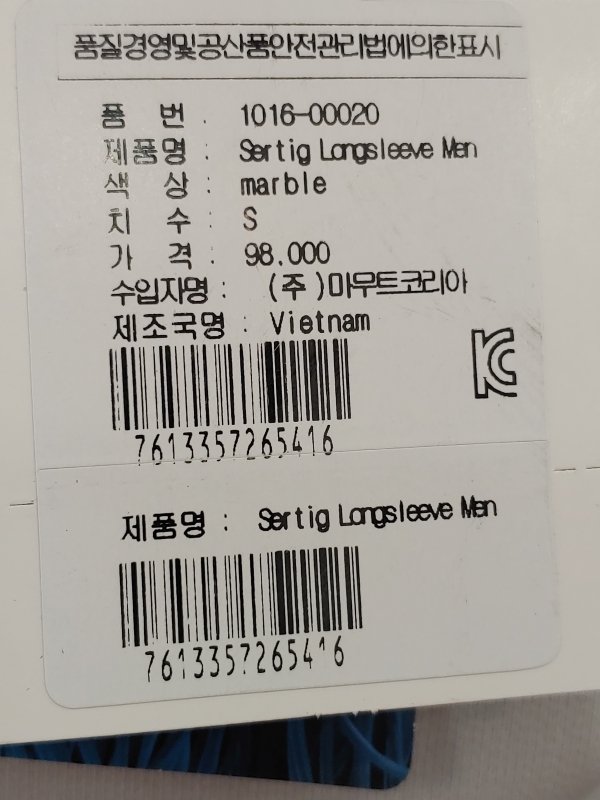 품질경영및공산품안전관리법에의한표시
품 번 : 1016-00020
제품명 : Sertig Longsleeve Men
색 상 : marble
치 수 : S
가 격 : 98.000
수입자명 : (주)마무트코리아
제조국명 : Vietnam
KC
7613357265416
제품명 : Sertig Longsleeve Men
7613357265416